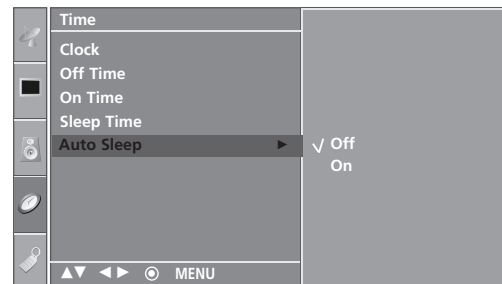 Time
Clock
Off Time
On Time
Sleep Time
Auto Sleep ► √ Off
On
▲▼ ◄► MENU